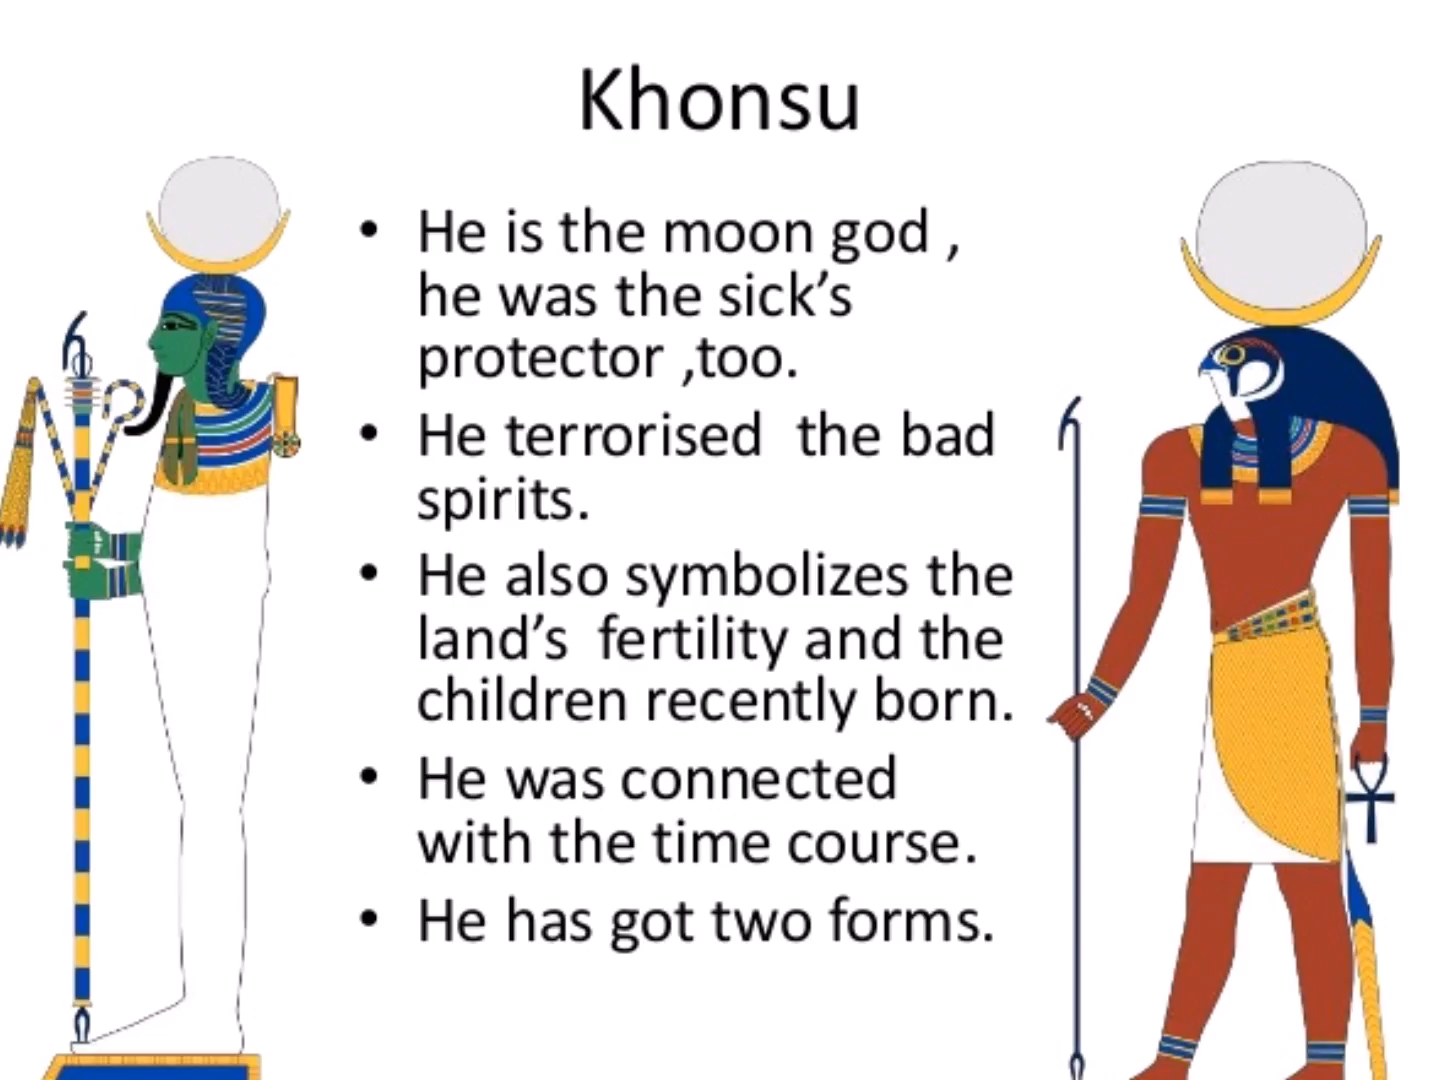 Khonsu
• He is the moon god ,
he was the sick’s
protector ,too.
• He terrorised  the bad
spirits.
• He also symbolizes the
land’s  fertility and the
children recently born.
• He was connected
with the time course.
• He has got two forms.